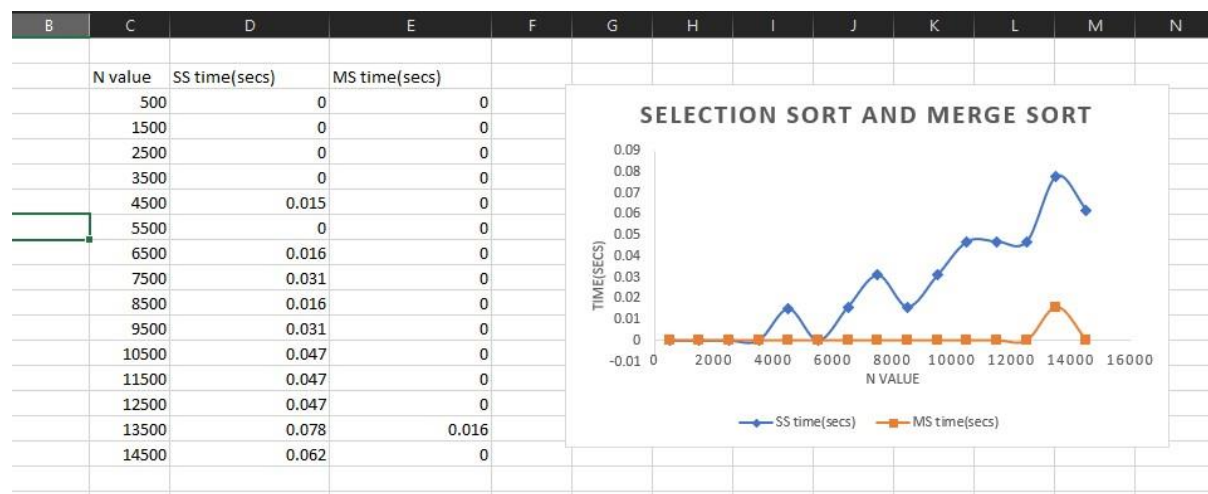 B C D E F G H I J K L M N
N value SS time(secs) MS time(secs)
500 0 0
1500 0 0
2500 0 0
3500 0 0
4500 0.015 0
5500 0 0
6500 0.016 0
7500 0.031 0
8500 0.016 0
9500 0.031 0
10500 0.047 0
11500 0.047 0
12500 0.047 0
13500 0.078 0.016
14500 0.062 0
SELECTION SORT AND MERGE SORT
0.09
0.08
0.07
0.06
0.05
0.04
0.03
0.02
0.01
0
-0.01
TIME(SECS)
0 2000 4000 6000 8000 10000 12000 14000 16000
N VALUE
SS time(secs) MS time(secs)